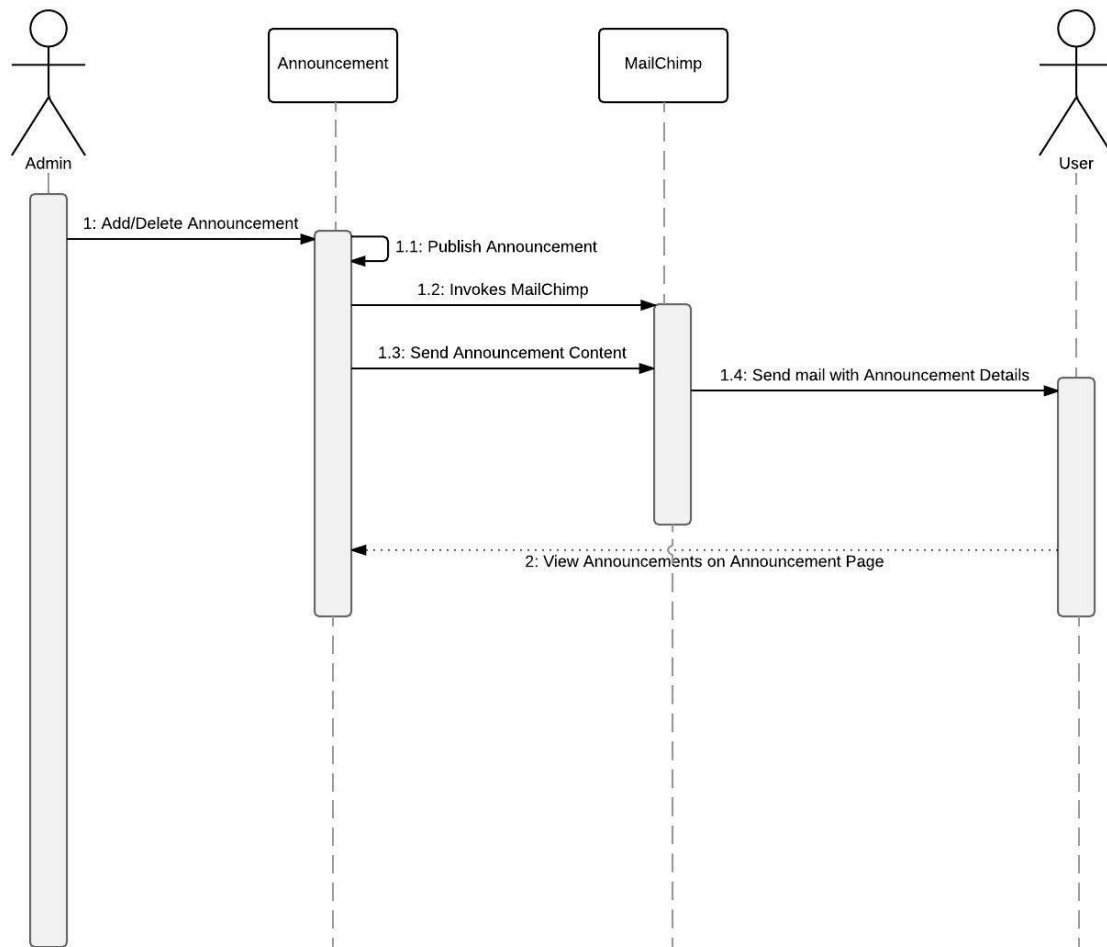 Announcement
MailChimp
Admin
User
1: Add/Delete Announcement
1.1: Publish Announcement
1.2: Invokes MailChimp
1.3: Send Announcement Content
1.4: Send mail with Announcement Details
2: View Announcements on Announcement Page